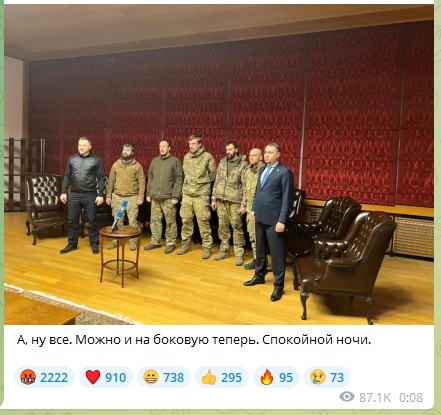 А, ну все. Можно и на боковую теперь. Спокойной ночи.
2222 910 738 295 95 73
87.1K 0:08